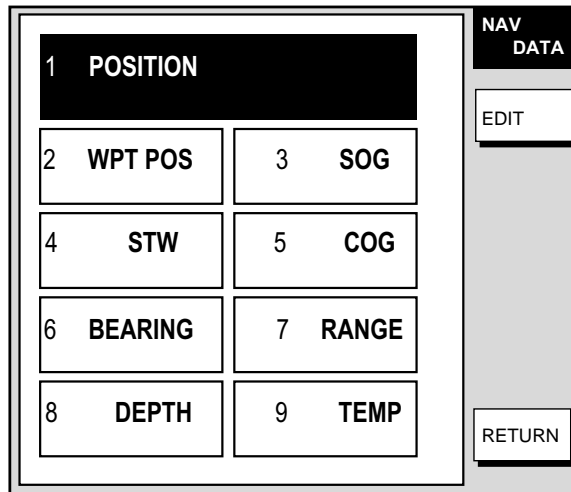 1 POSITION
2 WPT POS 3 SOG
4 STW 5 COG
6 BEARING 7 RANGE
8 DEPTH 9 TEMP
NAV
DATA
EDIT
RETURN